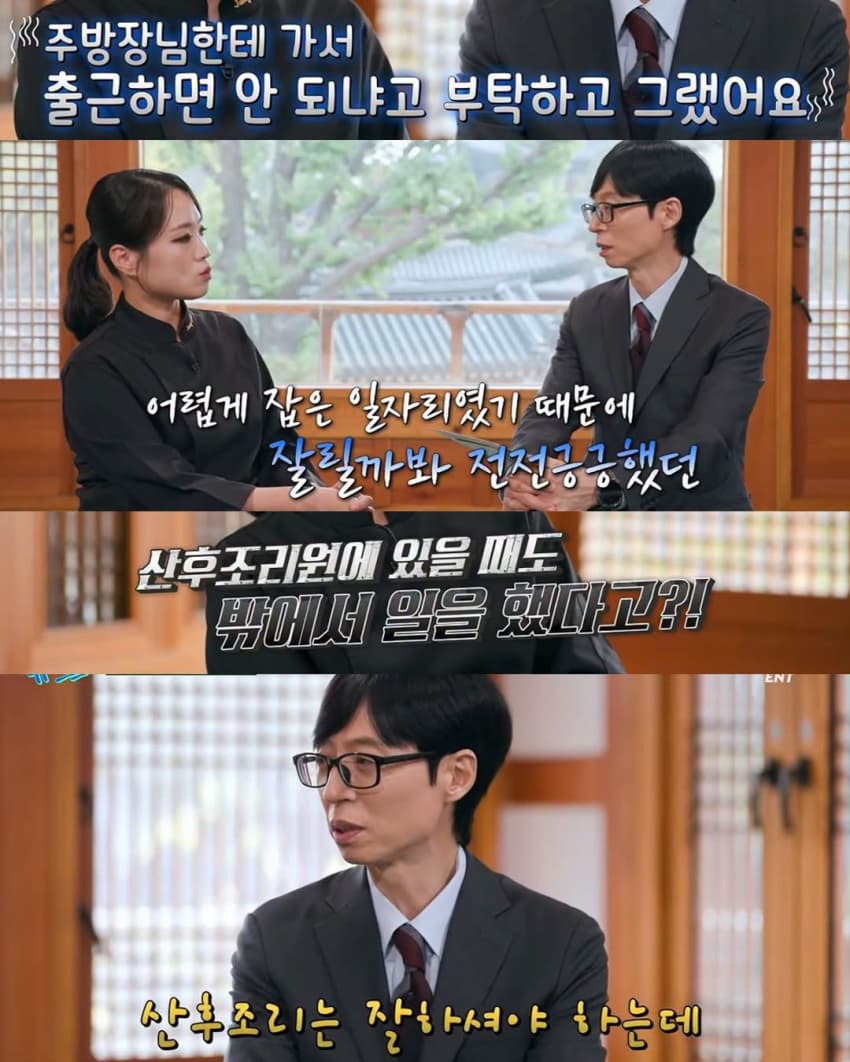 주방장님한테 가서
출근하면 안 되냐고 부탁하고 그랬어요
어렵게 잡은 일자리였기 때문에
잘릴까봐 전전긍긍했던
산후조리원에 있을 때도
밖에서 일을 했다고?!
ENT
산후조리는 잘하셔야 하는데